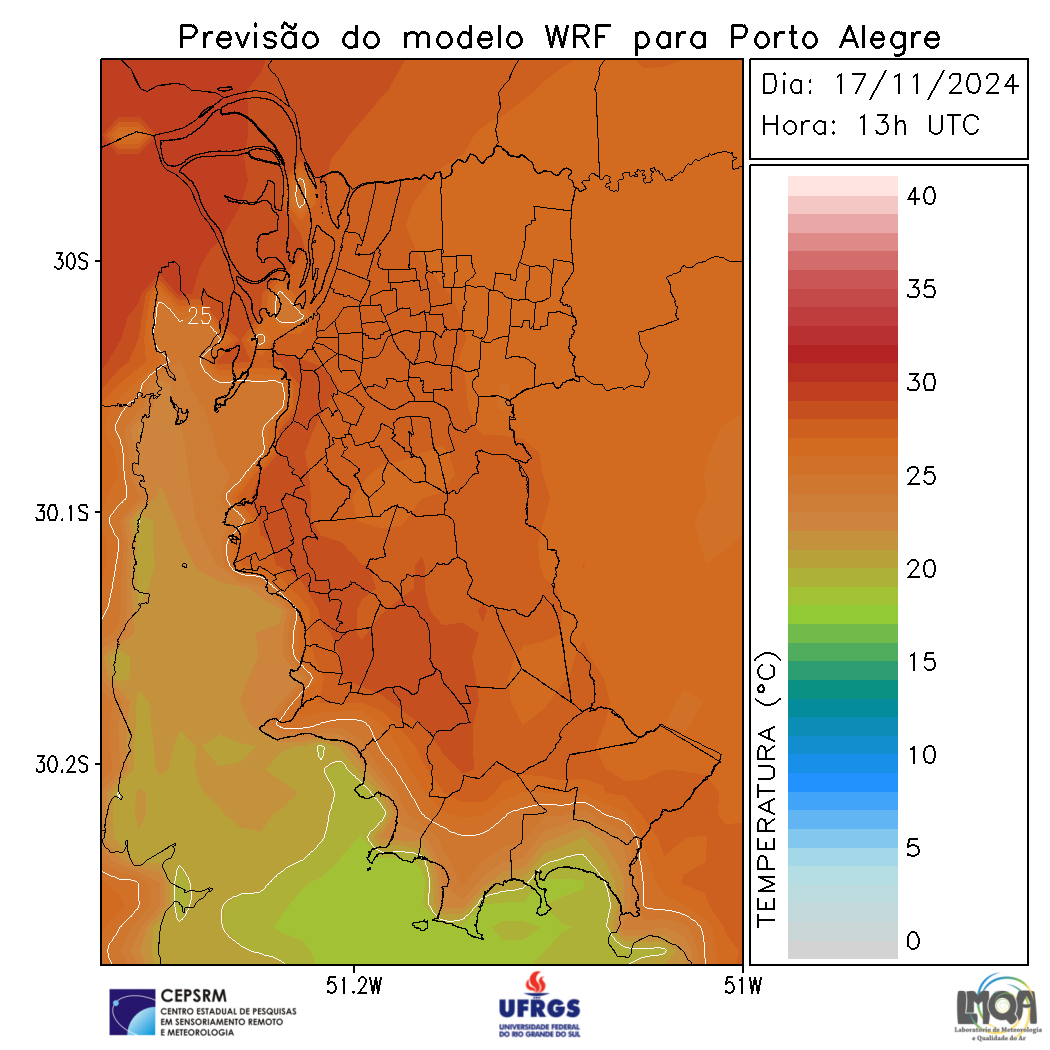 Previsão do modelo WRF para Porto Alegre
Dia: 17/11/2024
Hora: 13h UTC
40
35
30
25
20
15
10
5
0
TEMPERATURA (°C)
30S
30.1S
30.2S
25
51.2W
51W
CEPSRM
CENTRO ESTADUAL DE PESQUISAS
EM SENSORIAMENTO REMOTO
E METEOROLOGIA
UFRGS
UNIVERSIDADE FEDERAL
DO RIO GRANDE DO SUL
LMQA
Laboratório de Meteorologia
e Qualidade do Ar